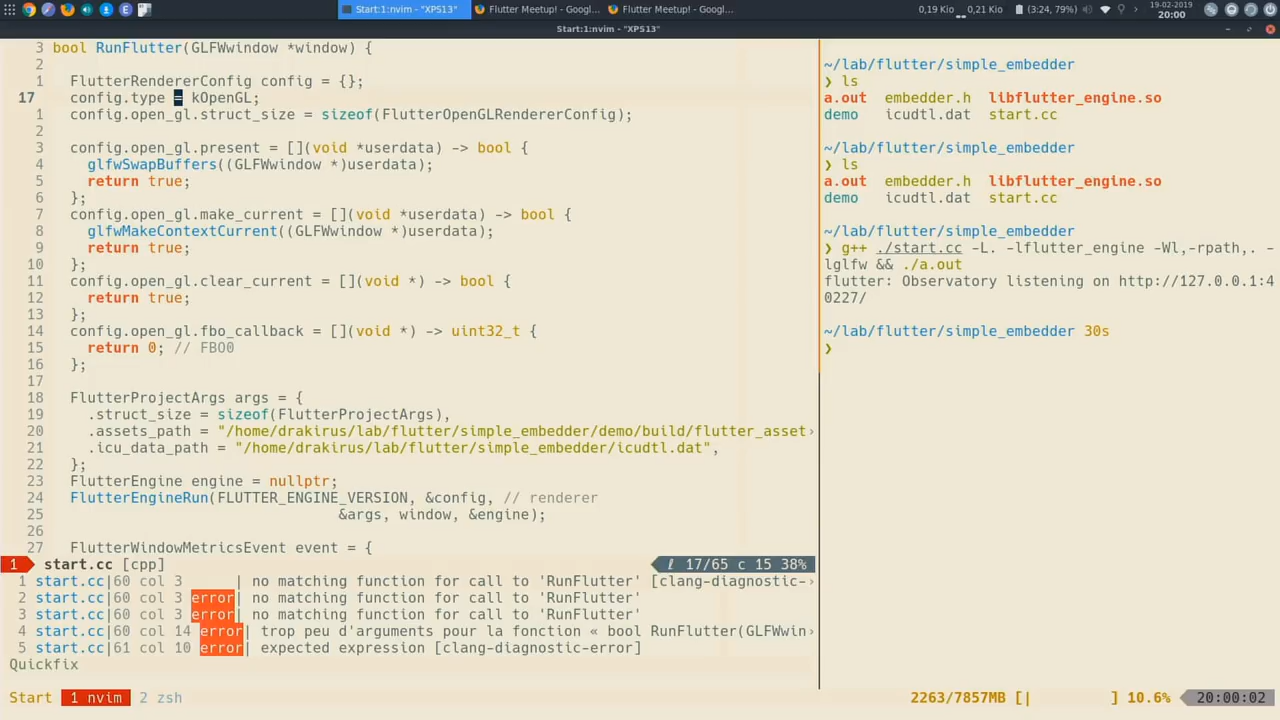 Start:1:nvim - "XPS13"
Flutter Meetup! - Googl...
Flutter Meetup! - Googl...
0,19 Kio
0,21 Kio
(3:24, 79%)
19-02-2019
20:00
Start:1:nvim - "XPS13"
3 bool RunFlutter(GLFWwindow *window) {
2
1 FlutterRendererConfig config = {};
17 config.type = kOpenGL;
1 config.open_gl.struct_size = sizeof(FlutterOpenGLRendererConfig);
2
3 config.open_gl.present = [](void *userdata) -> bool {
4 glfwSwapBuffers((GLFWwindow *)userdata);
5 return true;
6 };
7 config.open_gl.make_current = [](void *userdata) -> bool {
8 glfwMakeContextCurrent((GLFWwindow *)userdata);
9 return true;
10 };
11 config.open_gl.clear_current = [](void *) -> bool {
12 return true;
13 };
14 config.open_gl.fbo_callback = [](void *) -> uint32_t {
15 return 0; // FBO0
16 };
17
18 FlutterProjectArgs args = {
19 .struct_size = sizeof(FlutterProjectArgs),
20 .assets_path = "/home/drakirus/lab/flutter/simple_embedder/demo/build/flutter_asset›
21 .icu_data_path = "/home/drakirus/lab/flutter/simple_embedder/icudtl.dat",
22 };
23 FlutterEngine engine = nullptr;
24 FlutterEngineRun(FLUTTER_ENGINE_VERSION, &config, // renderer
25 &args, window, &engine);
26
27 FlutterWindowMetricsEvent event = {
1 start.cc [cpp] ℓ 17/65 c 15 38%
1 start.cc|60 col 3 | no matching function for call to 'RunFlutter' [clang-diagnostic-›
2 start.cc|60 col 3 error| no matching function for call to 'RunFlutter'
3 start.cc|60 col 3 error| no matching function for call to 'RunFlutter'
4 start.cc|60 col 14 error| trop peu d'arguments pour la fonction « bool RunFlutter(GLFWwin›
5 start.cc|61 col 10 error| expected expression [clang-diagnostic-error]
Quickfix
~/lab/flutter/simple_embedder
❯ ls
a.out embedder.h libflutter_engine.so
demo icudtl.dat start.cc
~/lab/flutter/simple_embedder
❯ ls
a.out embedder.h libflutter_engine.so
demo icudtl.dat start.cc
~/lab/flutter/simple_embedder
❯ g++ ./start.cc -L. -lflutter_engine -Wl,-rpath,. -
lglfw && ./a.out
flutter: Observatory listening on http://127.0.0.1:4
0227/
~/lab/flutter/simple_embedder 30s
❯
Start 1 nvim 2 zsh
2263/7857MB [| ] 10.6% 20:00:02